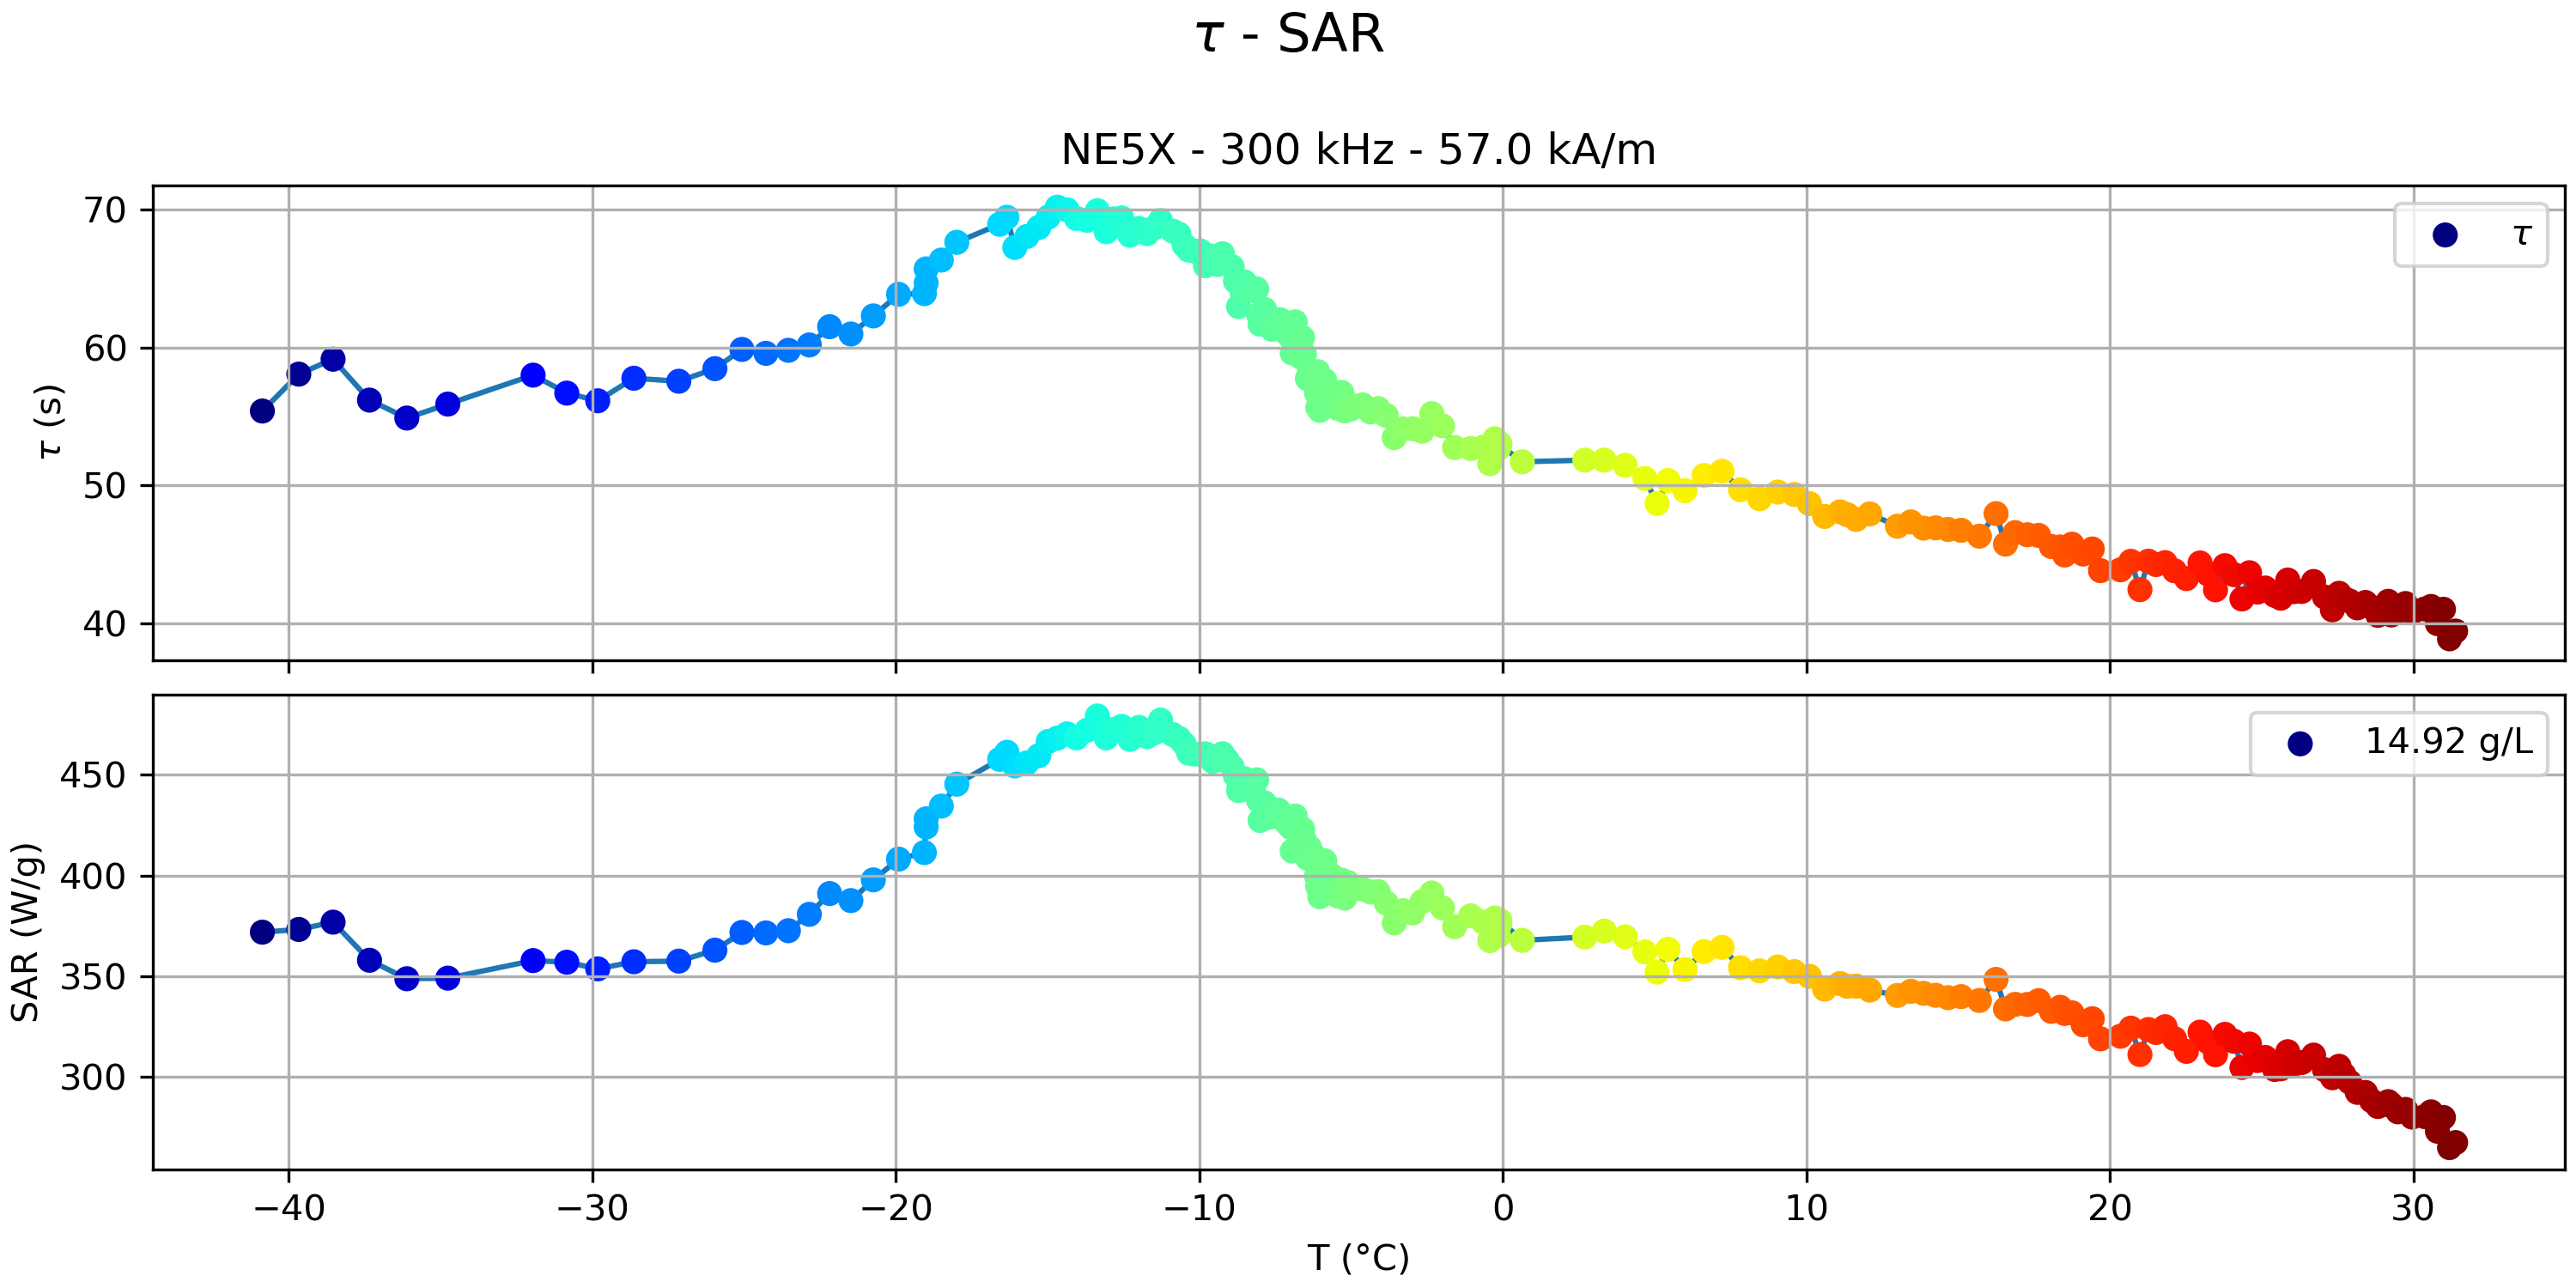 τ - SAR
NE5X - 300 kHz - 57.0 kA/m
τ (s)
70
60
50
40
τ
SAR (W/g)
450
400
350
300
14.92 g/L
−40 −30 −20 −10 0 10 20 30
T (°C)